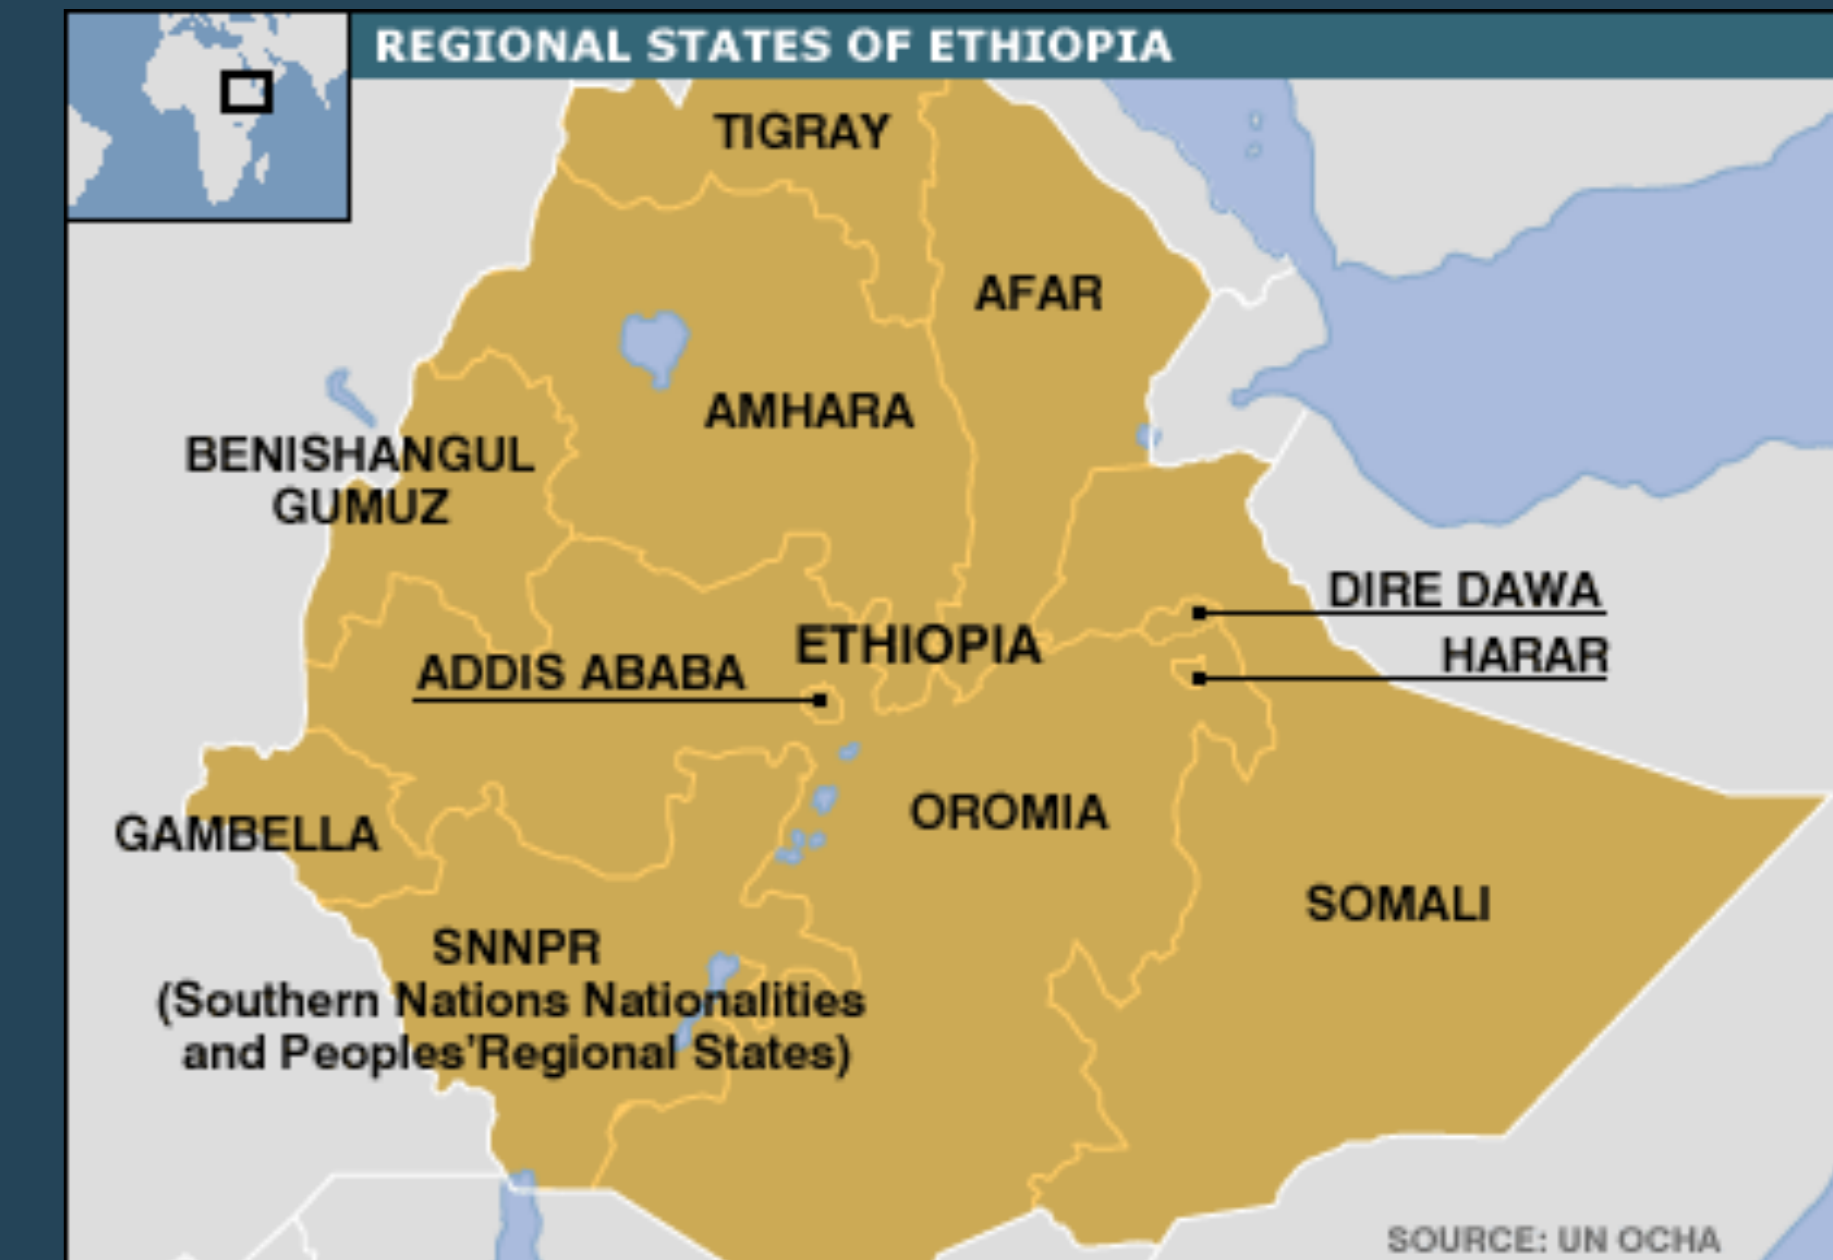 REGIONAL STATES OF ETHIOPIA
TIGRAY
AFAR
AMHARA
BENISHANGUL
GUMUZ
DIRE DAWA
ETHIOPIA
HARAR
ADDIS ABABA
OROMIA
GAMBELLA
SOMALI
SNNPR
(Southern Nations Nationalities
and Peoples'Regional States)
SOURCE: UN OCHA